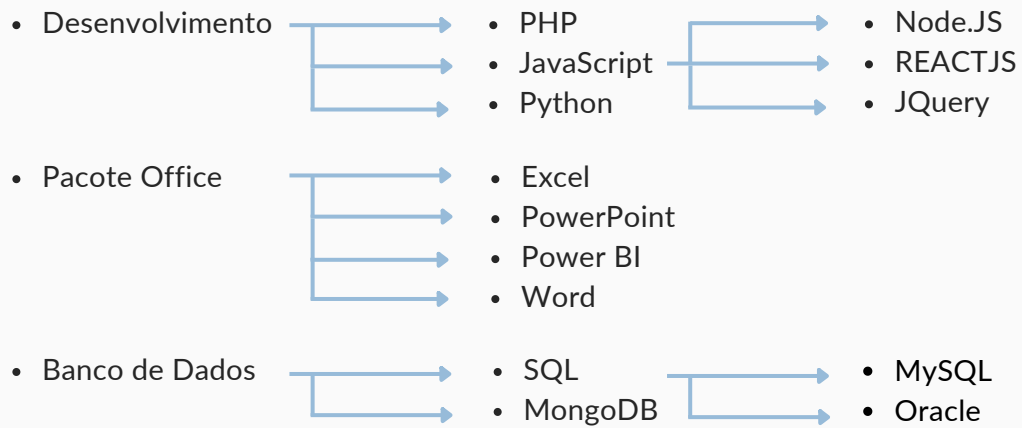 Desenvolvimento
PHP
Node.JS
JavaScript
REACTJS
Python
JQuery
Pacote Office
Excel
PowerPoint
Power BI
Word
Banco de Dados
SQL
MySQL
MongoDB
Oracle